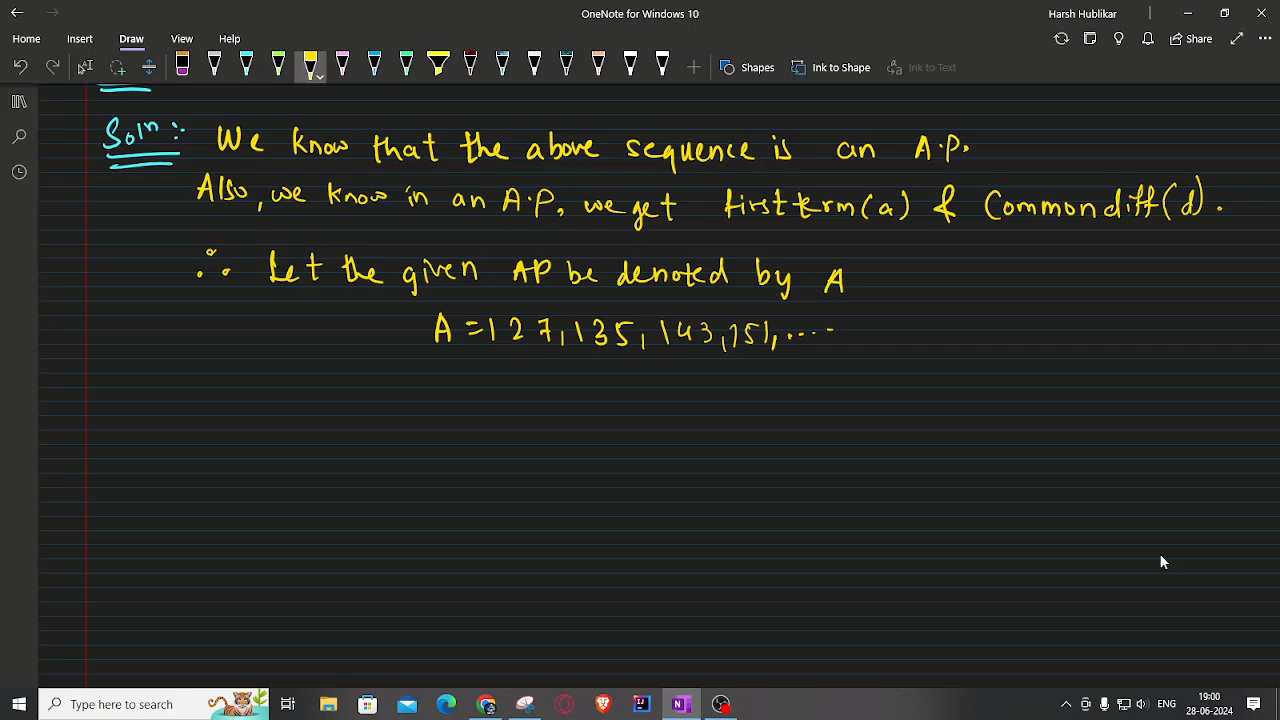 OneNote for Windows 10
Harsh Hublikar
Home Insert Draw View Help
Share
Shapes Ink to Shape Ink to Text
Soln :-
We know that the above sequence is an A.P.
Also, we know in an A.P, we get first term(a) & Common diff(d).
∴ Let the given AP be denoted by A
A = 127, 135, 143, 151, .....
Type here to search
ENG
19:00
28-06-2024